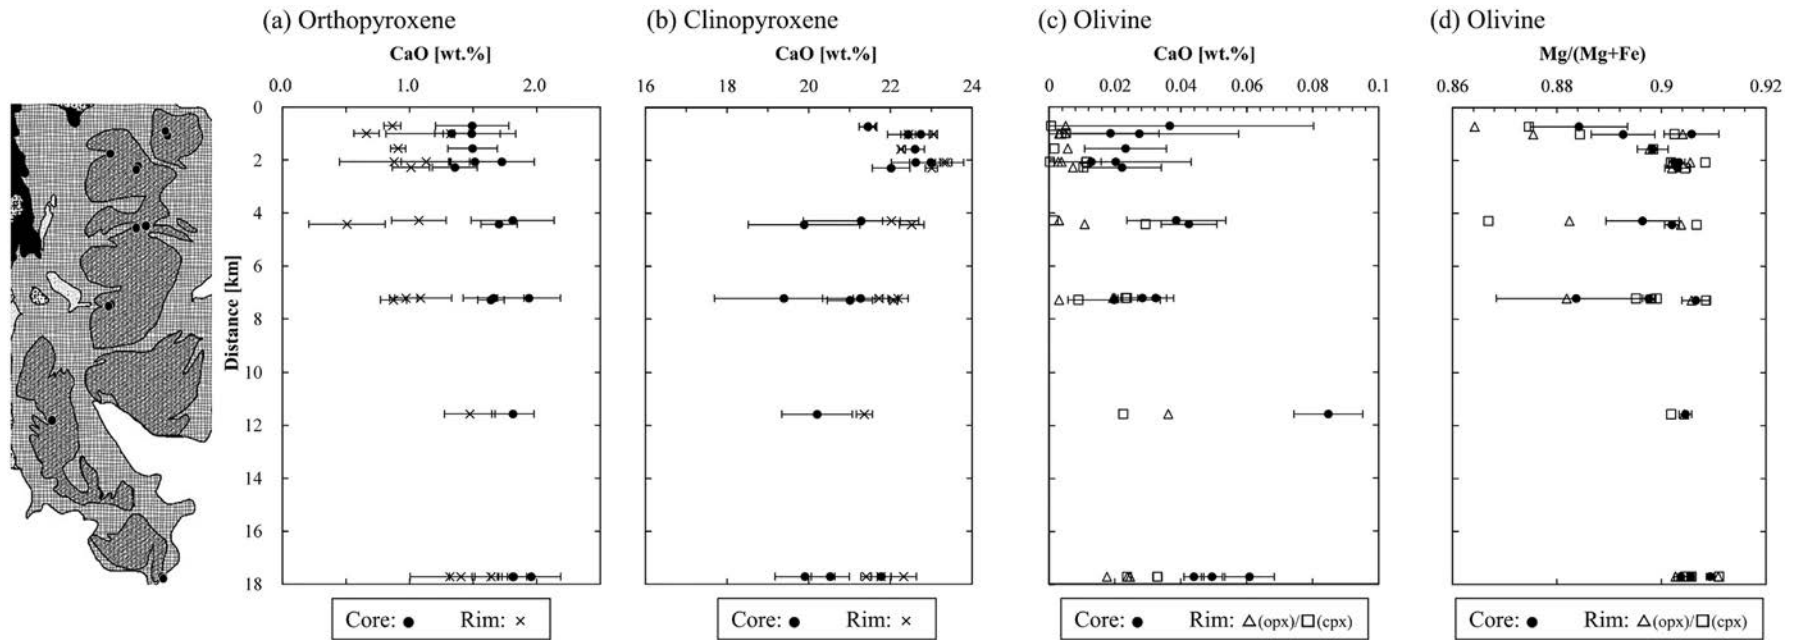 (a) Orthopyroxene
CaO [wt.%]
0.0 1.0 2.0
(b) Clinopyroxene
CaO [wt.%]
16 18 20 22 24
(c) Olivine
CaO [wt.%]
0 0.02 0.04 0.06 0.08 0.1
(d) Olivine
Mg/(Mg+Fe)
0.86 0.88 0.9 0.92
Distance [km]
0
2
4
6
8
10
12
14
16
18
Core: ● Rim: ×
Core: ● Rim: ×
Core: ● Rim: △(opx)/□(cpx)
Core: ● Rim: △(opx)/□(cpx)